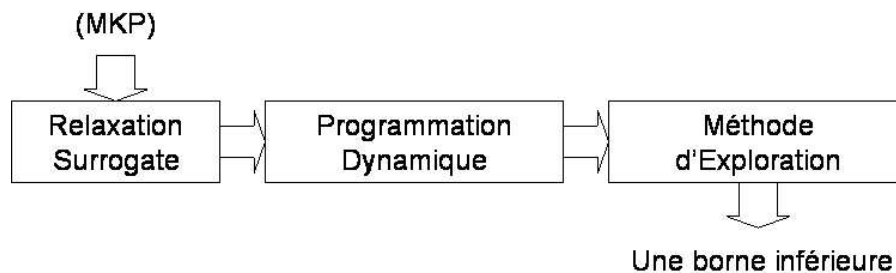 (MKP)
Relaxation
Surrogate
Programmation
Dynamique
Méthode
d'Exploration
Une borne inférieure